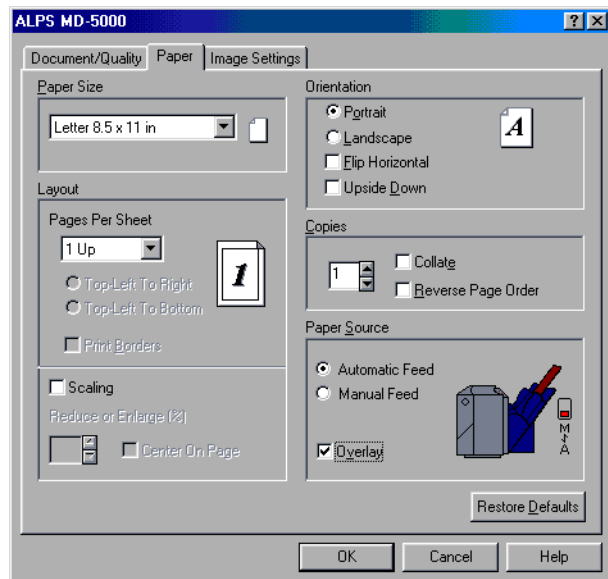 ALPS MD-5000
Document/Quality Paper Image Settings
Paper Size
Letter 8.5 x 11 in
Layout
Pages Per Sheet
1 Up
1
Top-Left To Right
Top-Left To Bottom
Print Borders
Scaling
Reduce or Enlarge (%)
Center On Page
Orientation
Portrait
Landscape
Flip Horizontal
Upside Down
A
Copies
1
Collate
Reverse Page Order
Paper Source
Automatic Feed
Manual Feed
Overlay
M
A
Restore Defaults
OK Cancel Help